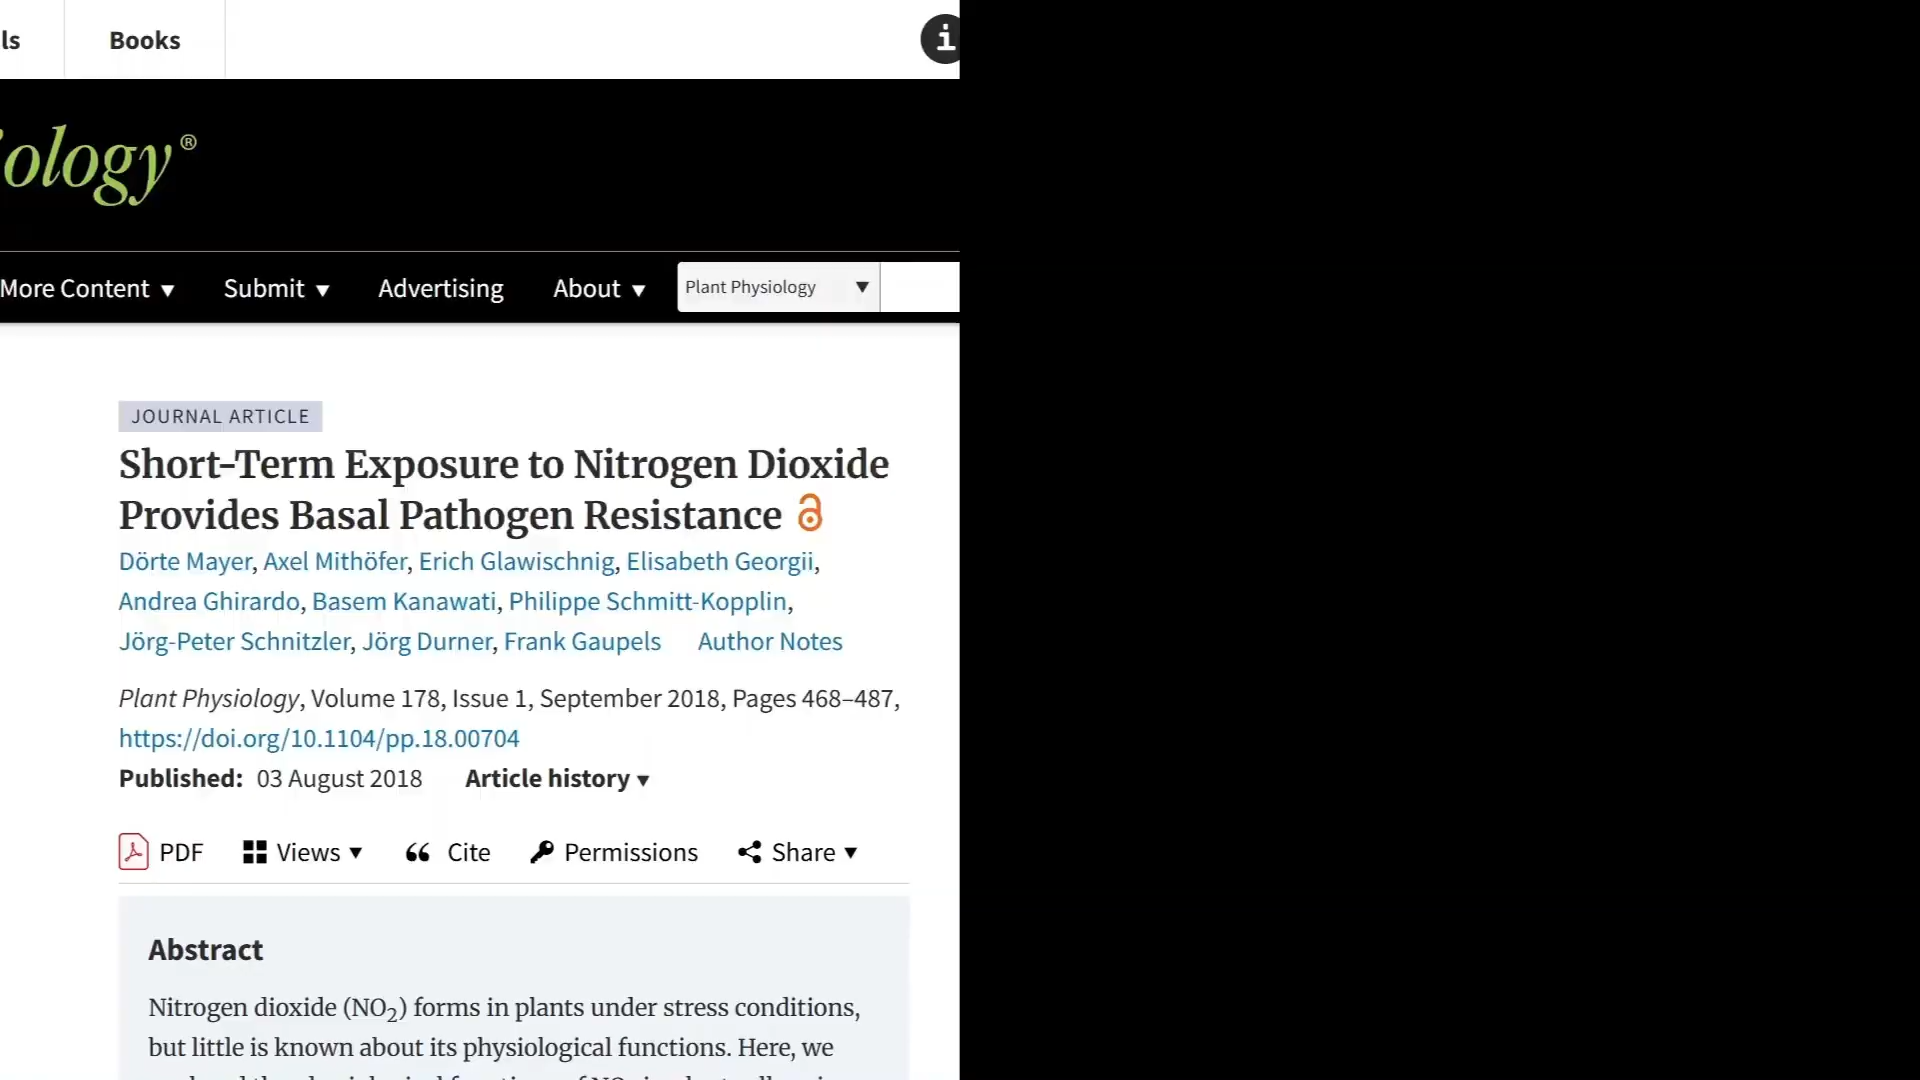 ls Books i
ology®
More Content ▼ Submit ▼ Advertising About ▼ Plant Physiology ▼
JOURNAL ARTICLE
Short-Term Exposure to Nitrogen Dioxide
Provides Basal Pathogen Resistance
Dörte Mayer, Axel Mithöfer, Erich Glawischnig, Elisabeth Georgii,
Andrea Ghirardo, Basem Kanawati, Philippe Schmitt-Kopplin,
Jörg-Peter Schnitzler, Jörg Durner, Frank Gaupels Author Notes
Plant Physiology, Volume 178, Issue 1, September 2018, Pages 468–487,
https://doi.org/10.1104/pp.18.00704
Published: 03 August 2018 Article history ▼
PDF Views ▼ Cite Permissions Share ▼
Abstract
Nitrogen dioxide (NO2) forms in plants under stress conditions,
but little is known about its physiological functions. Here, we